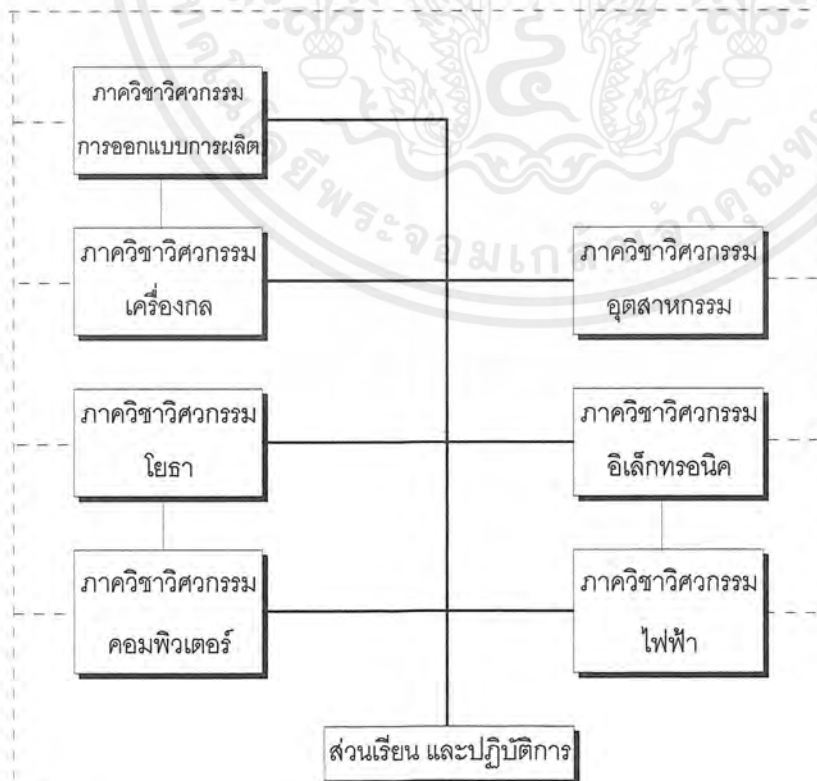 ภาควิชาวิศวกรรม
การออกแบบการผลิต
ภาควิชาวิศวกรรม
เครื่องกล
ภาควิชาวิศวกรรม
อุตสาหกรรม
ภาควิชาวิศวกรรม
โยธา
ภาควิชาวิศวกรรม
อิเล็กทรอนิค
ภาควิชาวิศวกรรม
คอมพิวเตอร์
ภาควิชาวิศวกรรม
ไฟฟ้า
ส่วนเรียน และปฏิบัติการ